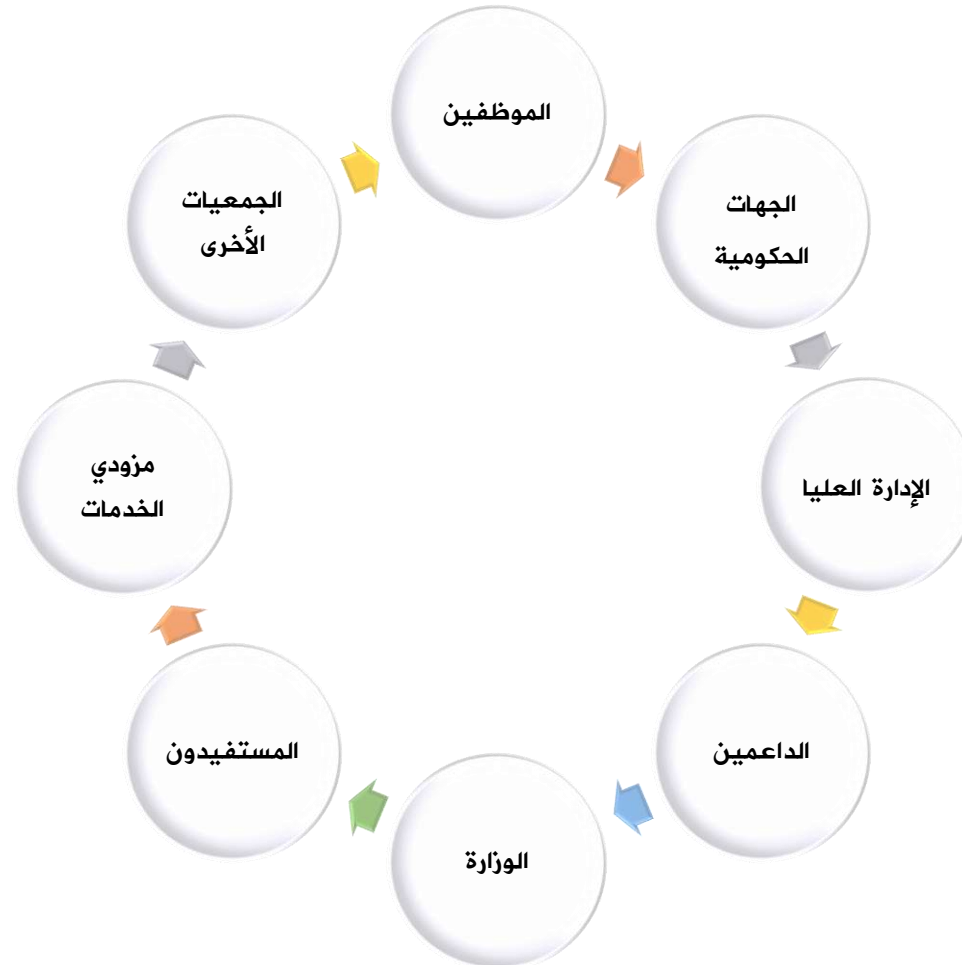 الموظفين
الجهات
الحكومية
الإدارة العليا
الداعمين
الوزارة
المستفيدون
مزودي
الخدمات
الجمعيات
الأخرى